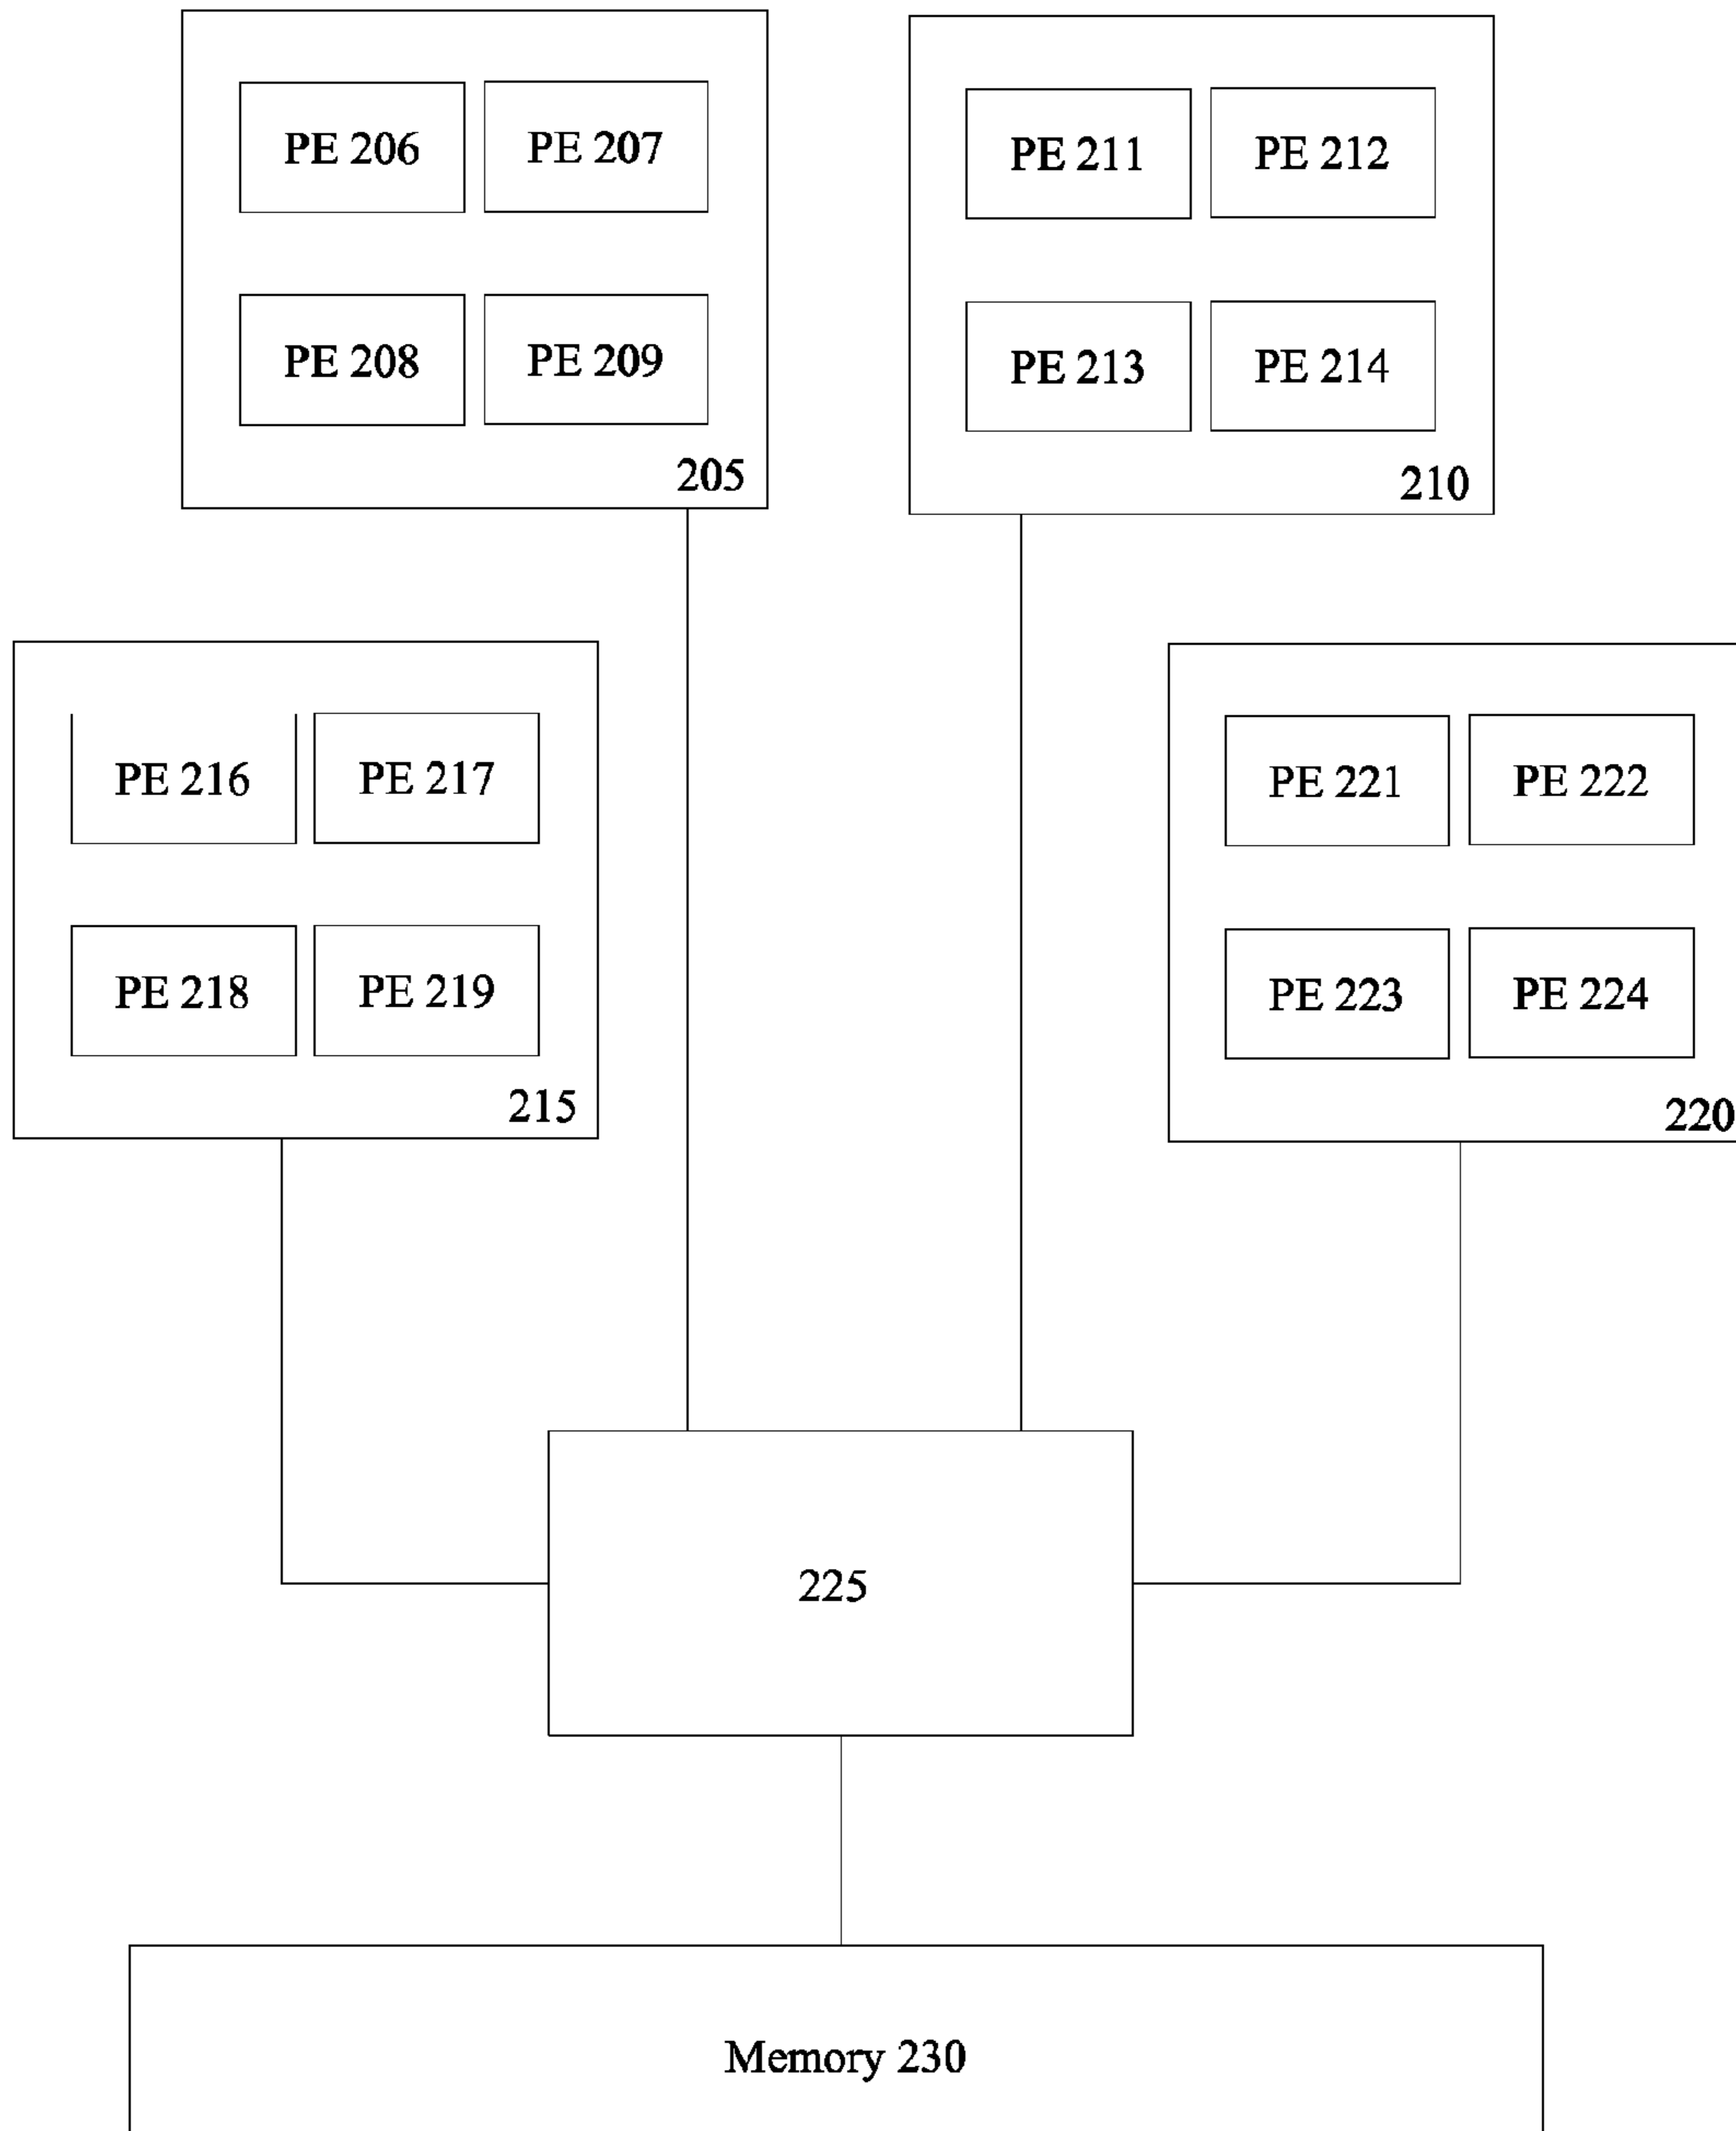 PE 206 PE 207
PE 208 PE 209
205
PE 211 PE 212
PE 213 PE 214
210
PE 216 PE 217
PE 218 PE 219
215
PE 221 PE 222
PE 223 PE 224
220
225
Memory 230